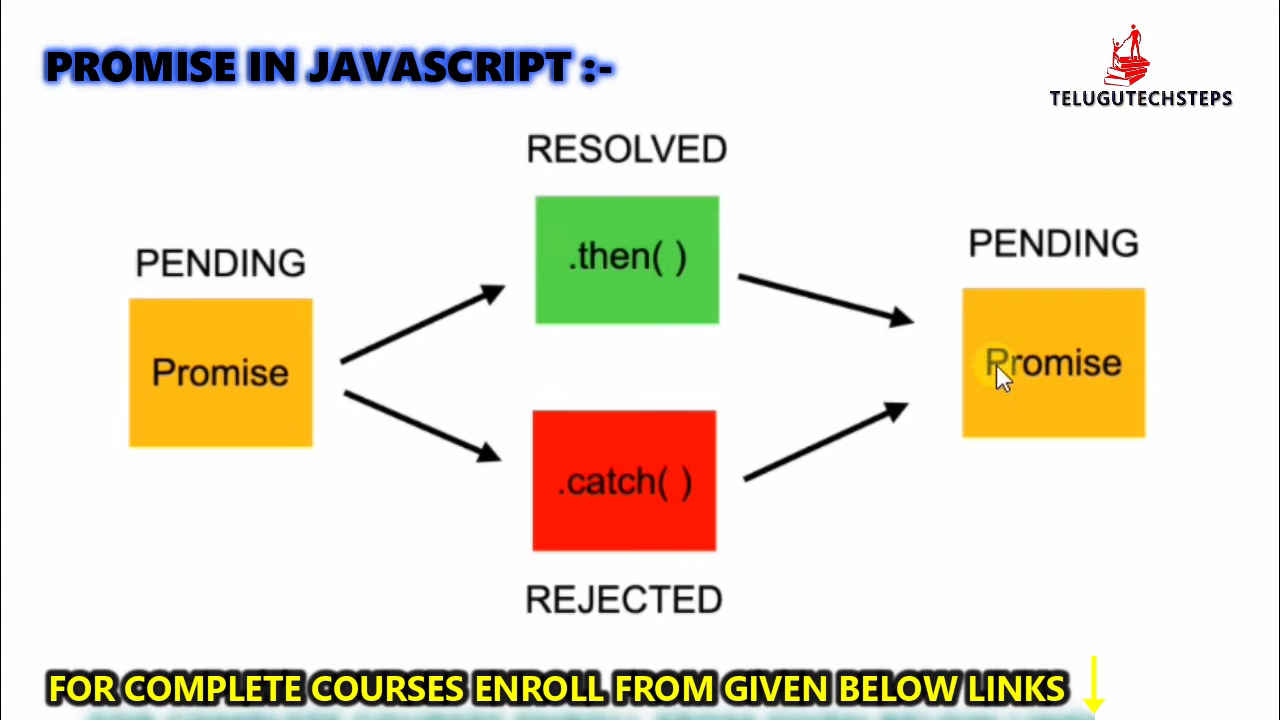 PROMISE IN JAVASCRIPT :-
TELUGUTECHSTEPS
RESOLVED
.then( )
PENDING
Promise
PENDING
Promise
.catch( )
REJECTED
FOR COMPLETE COURSES ENROLL FROM GIVEN BELOW LINKS